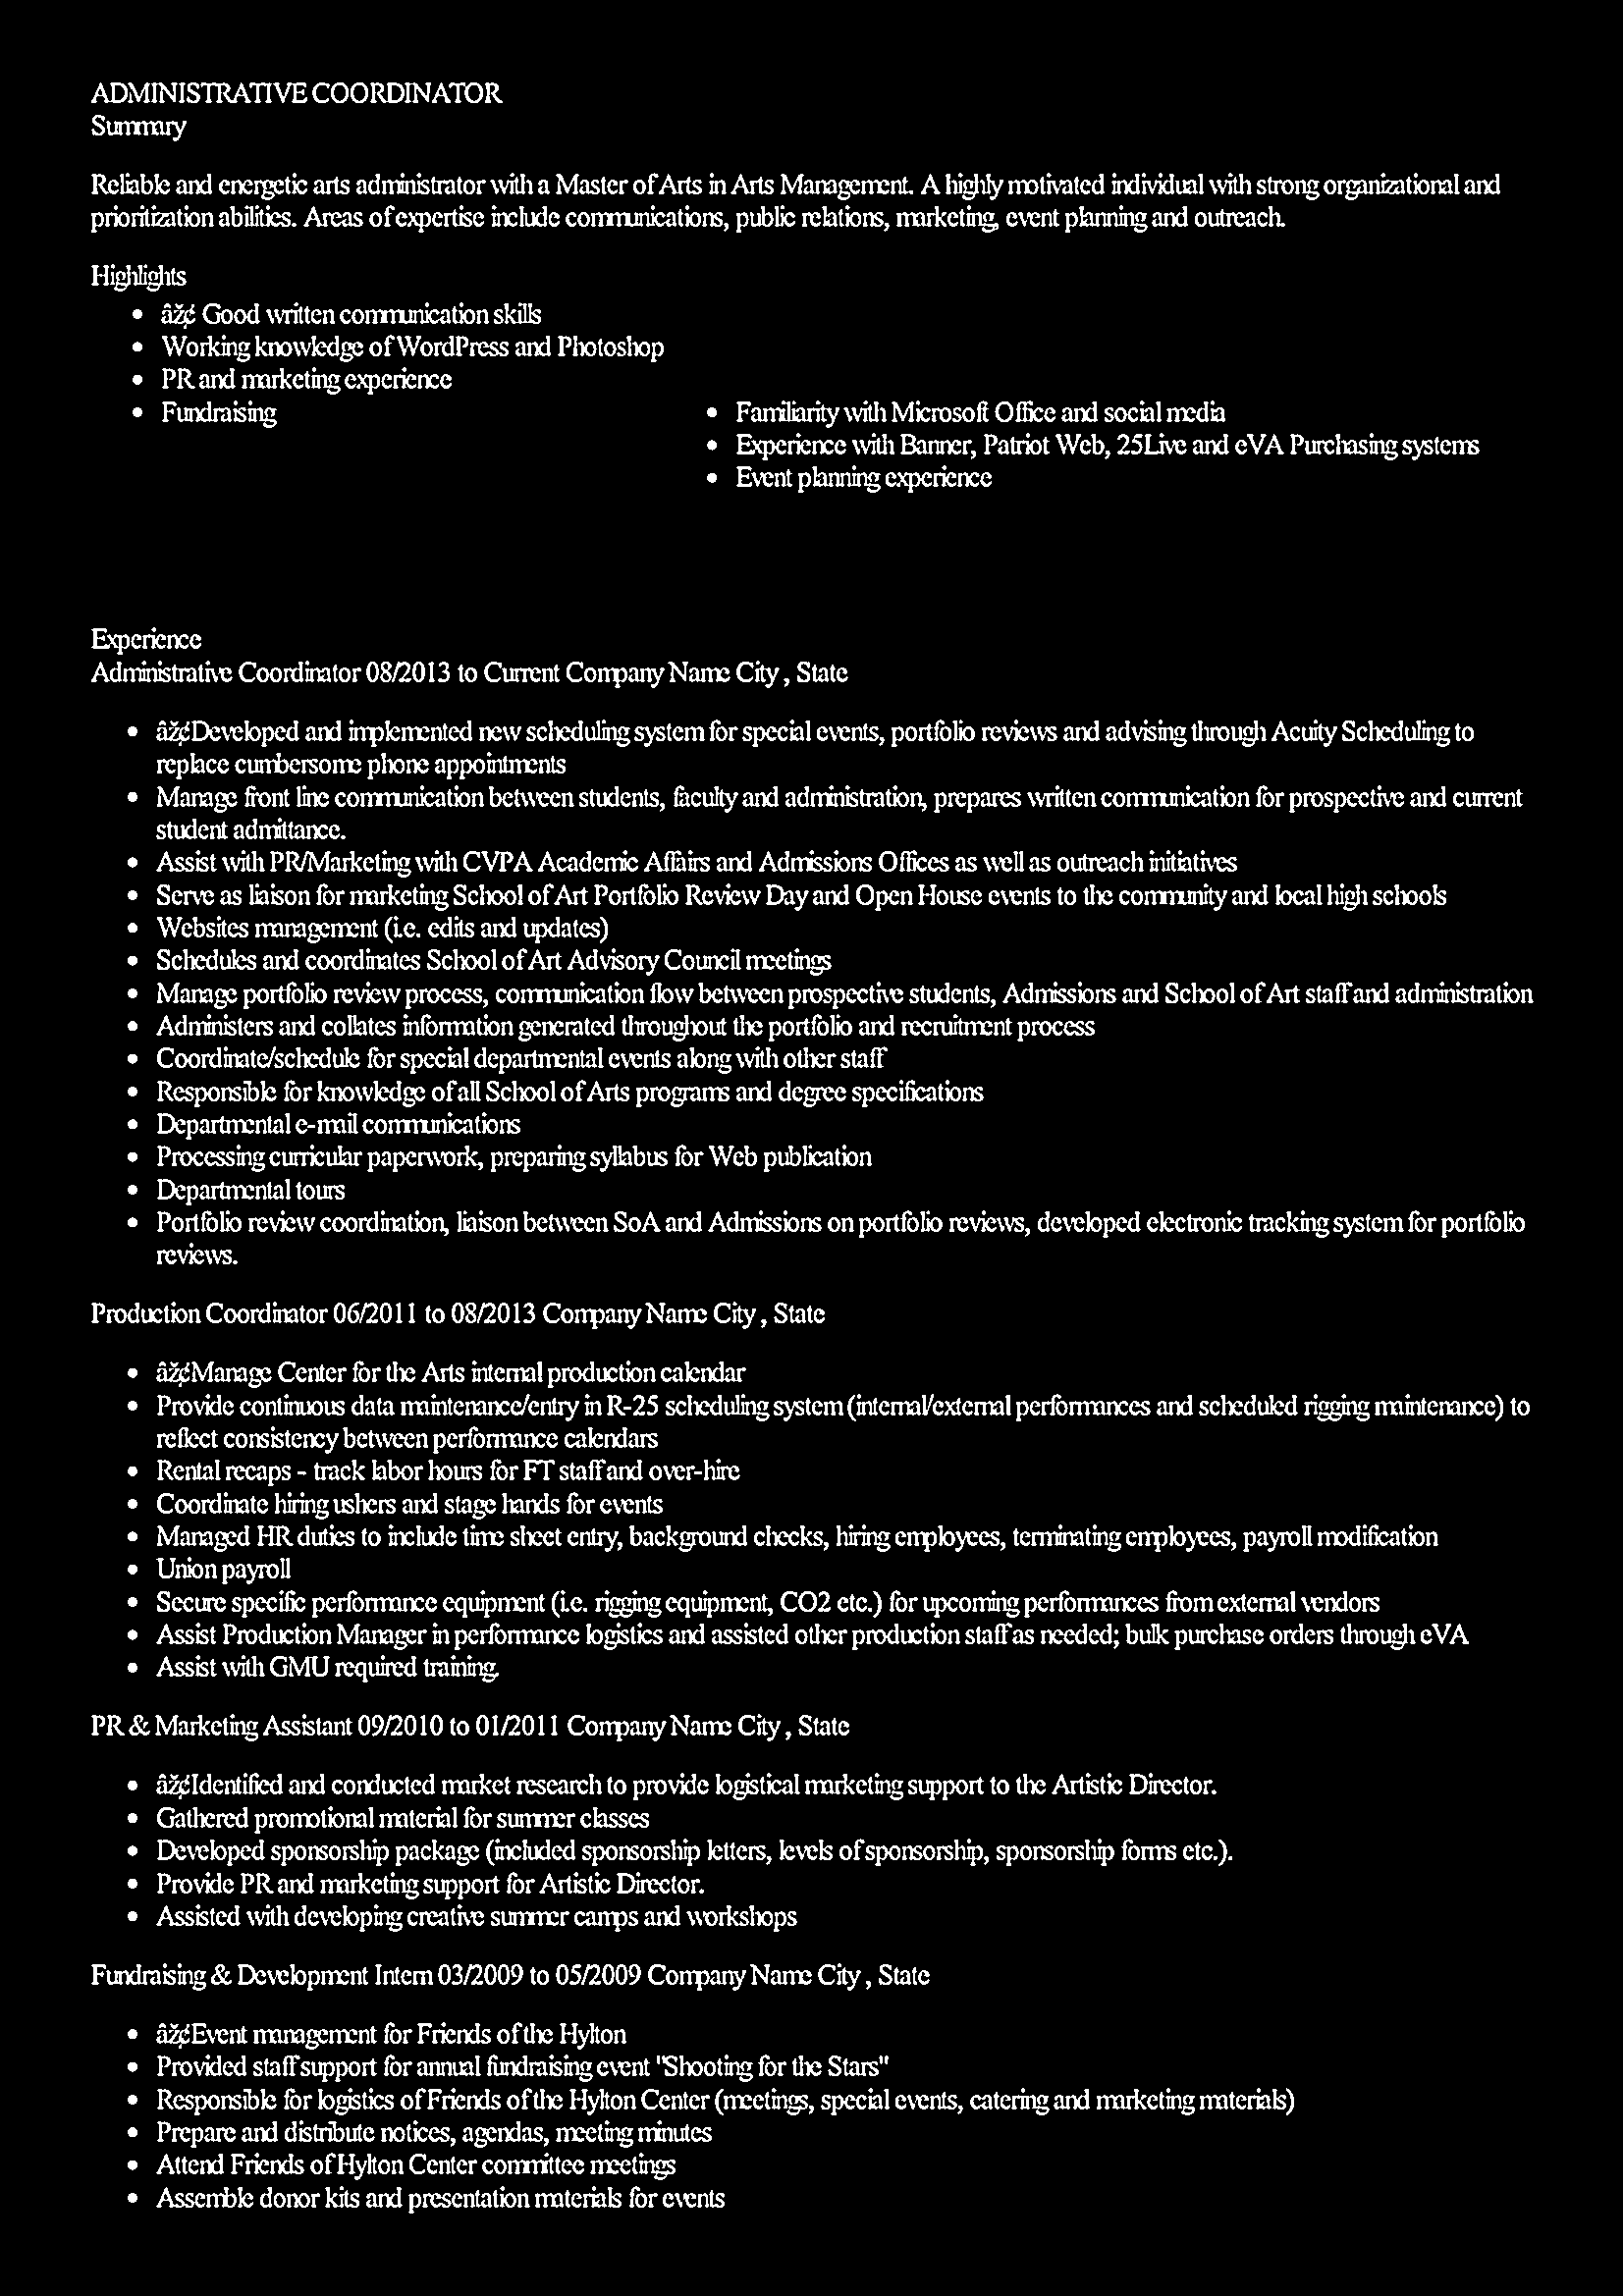 ADMINISTRATIVE COORDINATOR
Summary
Reliable and energetic arts administrator with a Master of Arts in Arts Management. A highly motivated individual with strong organizational and
prioritization abilities. Areas of expertise include communications, public relations, marketing, event planning and outreach.
Highlights
• âž¢ Good written communication skills
• Working knowledge of WordPress and Photoshop
• PR and marketing experience
• Fundraising
• Familiarity with Microsoft Office and social media
• Experience with Banner, Patriot Web, 25Live and eVA Purchasing systems
• Event planning experience
Experience
Administrative Coordinator 08/2013 to Current Company Name City , State
• âž¢Developed and implemented new scheduling system for special events, portfolio reviews and advising through Acuity Scheduling to
replace cumbersome phone appointments
• Manage front line communication between students, faculty and administration, prepares written communication for prospective and current
student admittance.
• Assist with PR/Marketing with CVPA Academic Affairs and Admissions Offices as well as outreach initiatives
• Serve as liaison for marketing School of Art Portfolio Review Day and Open House events to the community and local high schools
• Websites management (i.e. edits and updates)
• Schedules and coordinates School of Art Advisory Council meetings
• Manage portfolio review process, communication flow between prospective students, Admissions and School of Art staff and administration
• Administers and collates information generated throughout the portfolio and recruitment process
• Coordinate/schedule for special departmental events along with other staff
• Responsible for knowledge of all School of Arts programs and degree specifications
• Departmental e-mail communications
• Processing curricular paperwork, preparing syllabus for Web publication
• Departmental tours
• Portfolio review coordination, liaison between SoA and Admissions on portfolio reviews, developed electronic tracking system for portfolio
reviews.
Production Coordinator 06/2011 to 08/2013 Company Name City , State
• âž¢Manage Center for the Arts internal production calendar
• Provide continuous data maintenance/entry in R-25 scheduling system (internal/external performances and scheduled rigging maintenance) to
reflect consistency between performance calendars
• Rental recaps - track labor hours for FT staff and over-hire
• Coordinate hiring ushers and stage hands for events
• Managed HR duties to include time sheet entry, background checks, hiring employees, terminating employees, payroll modification
• Union payroll
• Secure specific performance equipment (i.e. rigging equipment, CO2 etc.) for upcoming performances from external vendors
• Assist Production Manager in performance logistics and assisted other production staff as needed; bulk purchase orders through eVA
• Assist with GMU required training.
PR & Marketing Assistant 09/2010 to 01/2011 Company Name City , State
• âž¢Identified and conducted market research to provide logistical marketing support to the Artistic Director.
• Gathered promotional material for summer classes
• Developed sponsorship package (included sponsorship letters, levels of sponsorship, sponsorship forms etc.).
• Provide PR and marketing support for Artistic Director.
• Assisted with developing creative summer camps and workshops
Fundraising & Development Intern 03/2009 to 05/2009 Company Name City , State
• âž¢Event management for Friends of the Hylton
• Provided staff support for annual fundraising event "Shooting for the Stars"
• Responsible for logistics of Friends of the Hylton Center (meetings, special events, catering and marketing materials)
• Prepare and distribute notices, agendas, meeting minutes
• Attend Friends of Hylton Center committee meetings
• Assemble donor kits and presentation materials for events